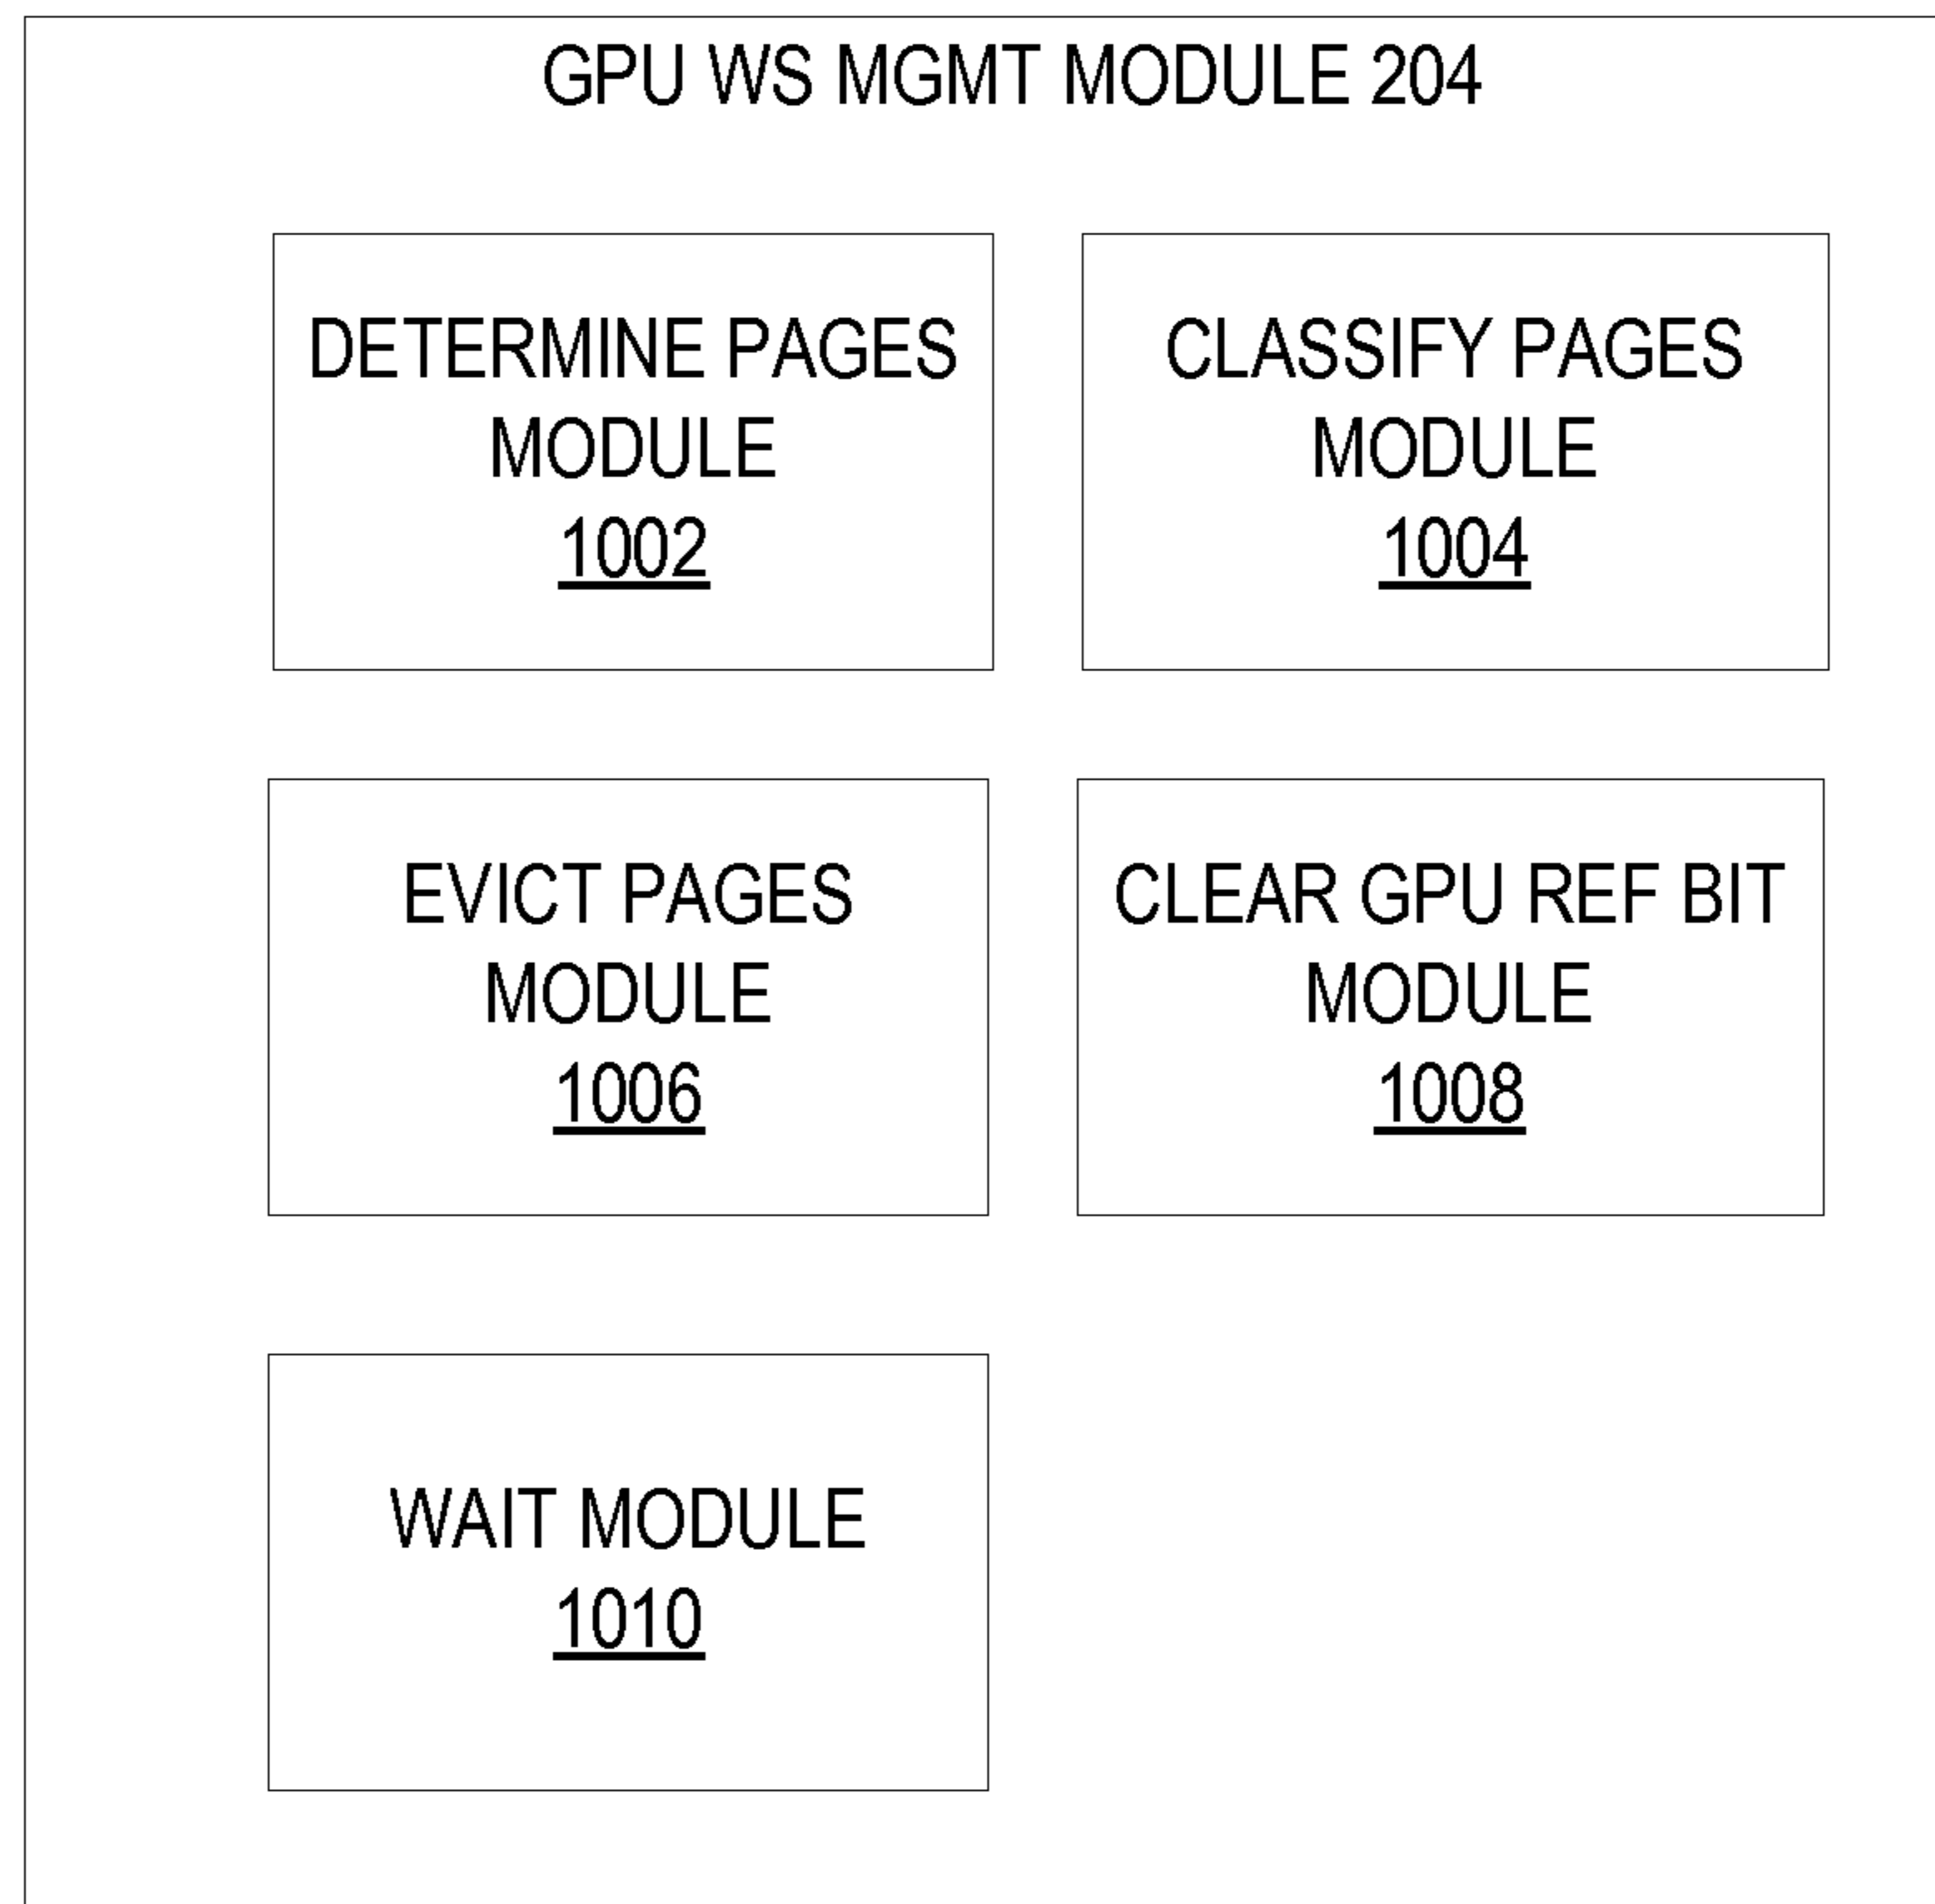 GPU WS MGMT MODULE 204
DETERMINE PAGES
MODULE
1002
CLASSIFY PAGES
MODULE
1004
EVICT PAGES
MODULE
1006
CLEAR GPU REF BIT
MODULE
1008
WAIT MODULE
1010